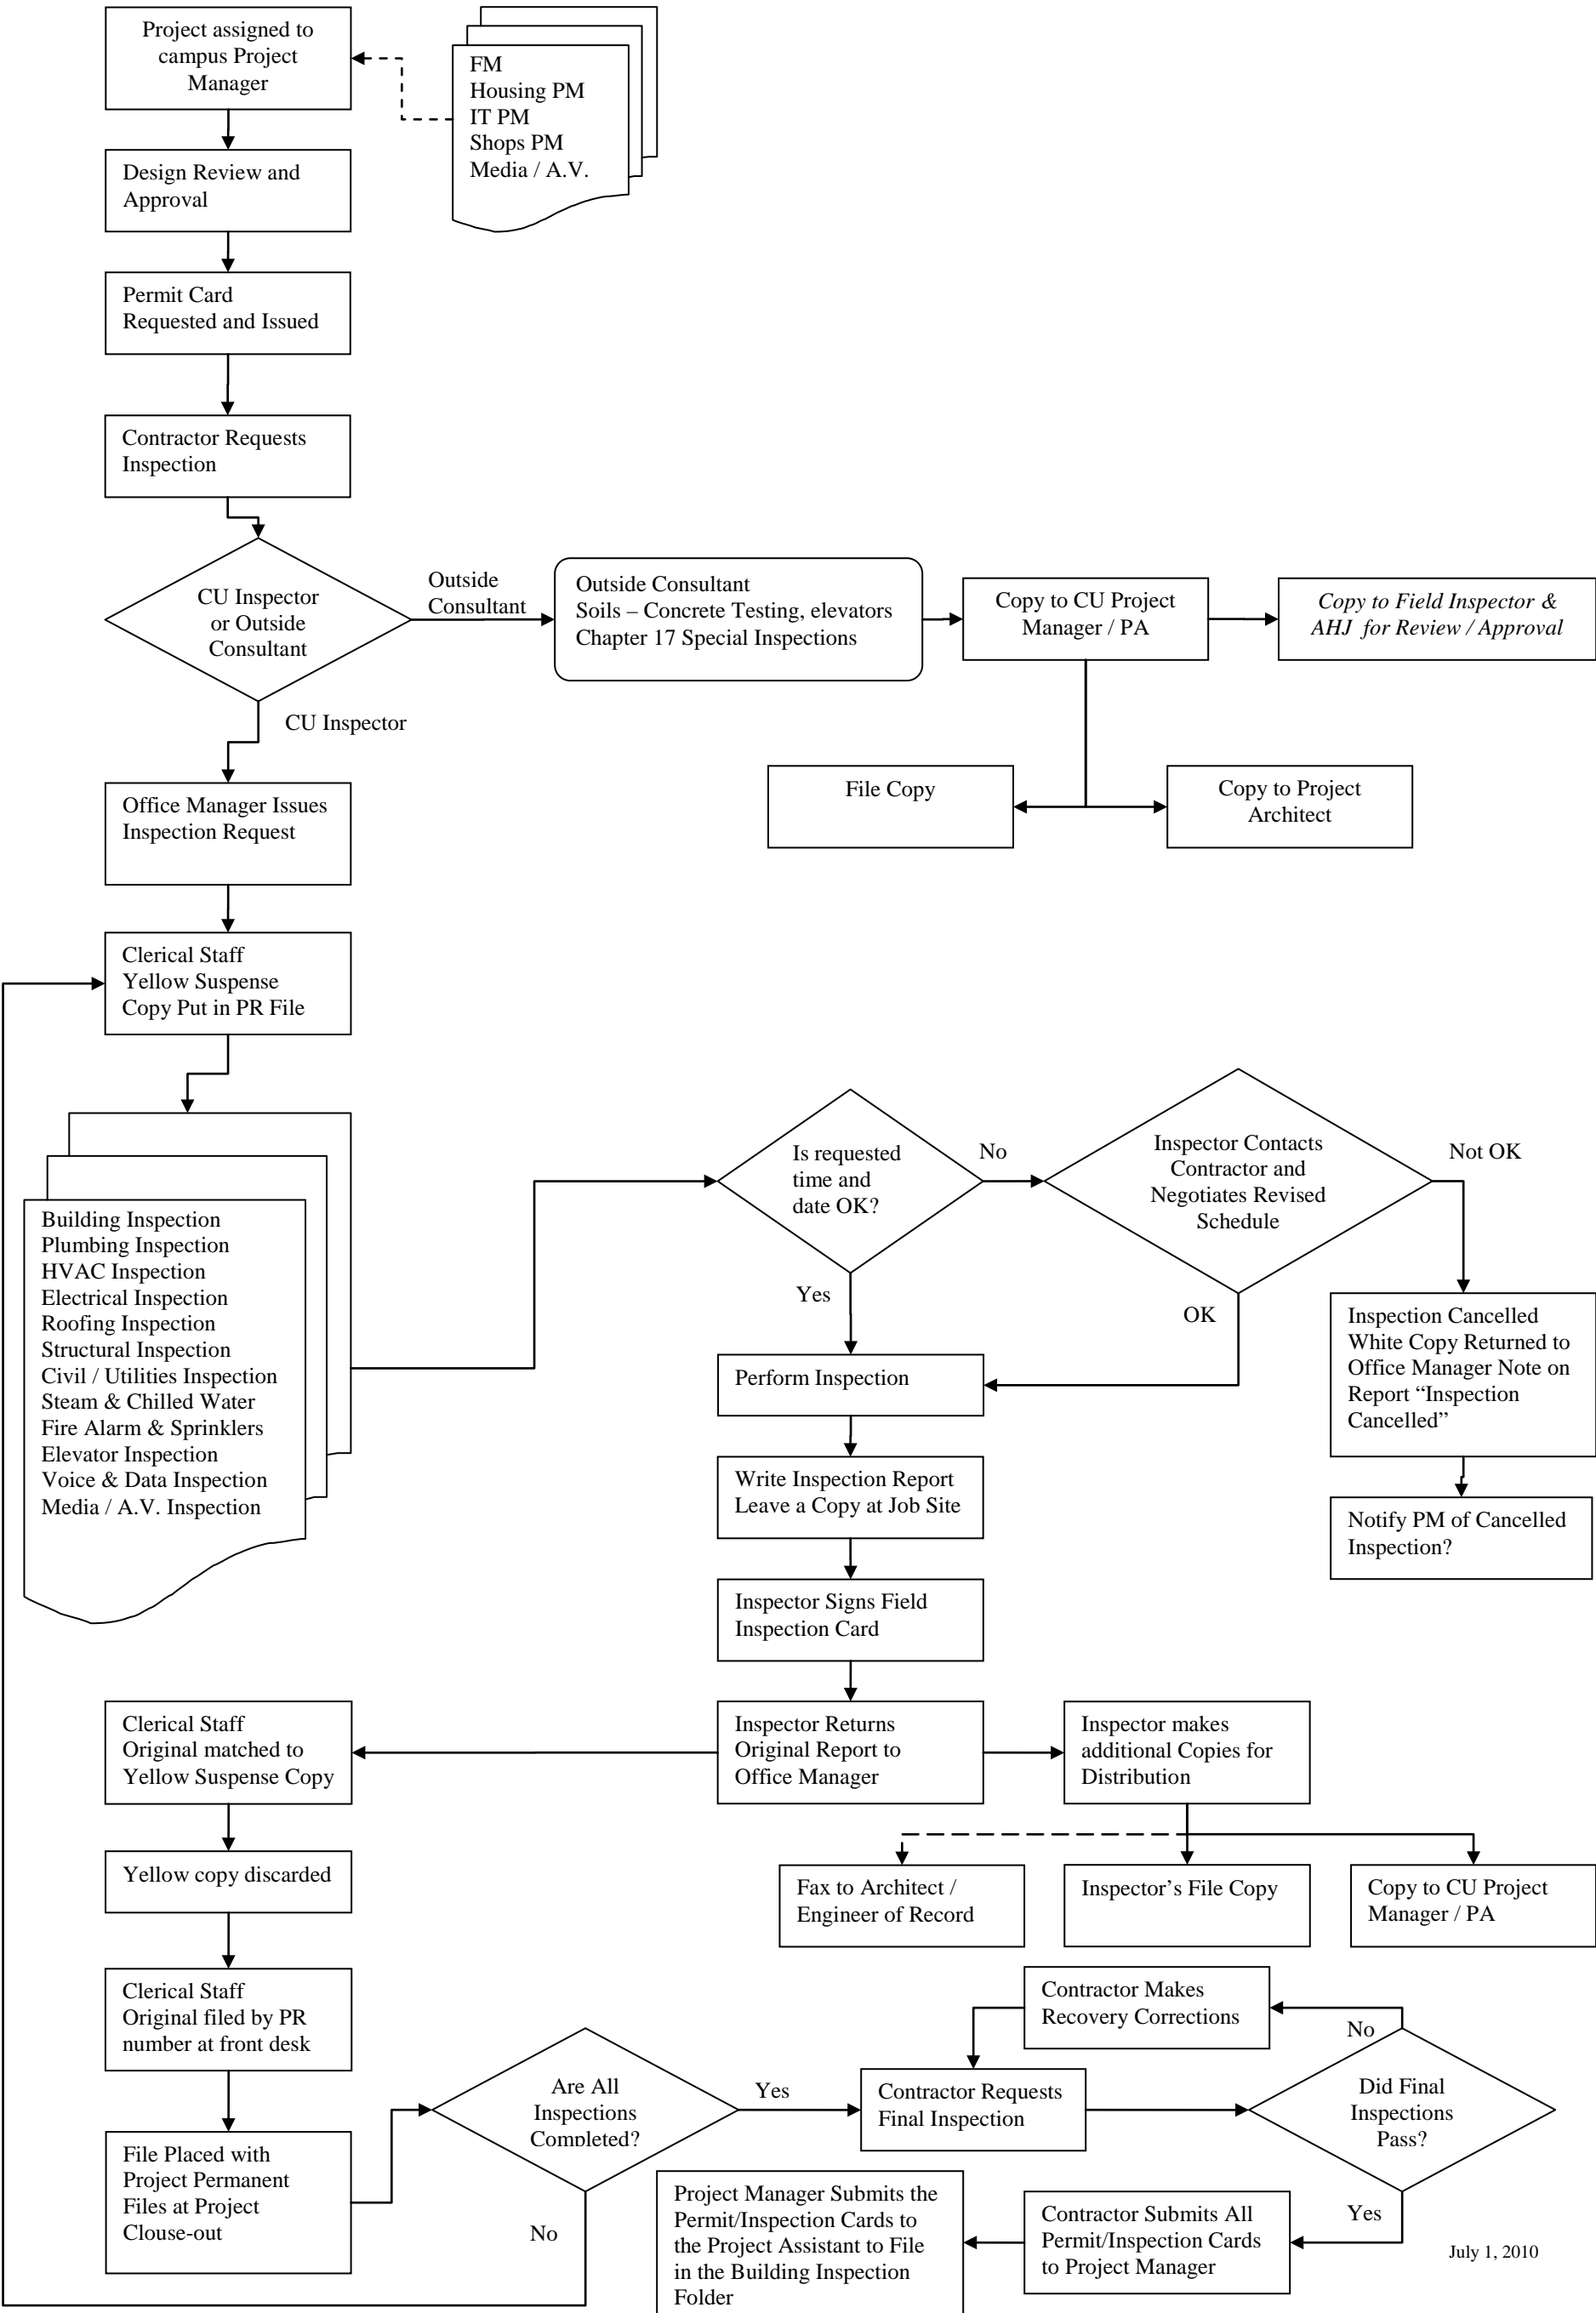 Project assigned to
campus Project
Manager
FM
Housing PM
IT PM
Shops PM
Media / A.V.
Design Review and
Approval
Permit Card
Requested and Issued
Contractor Requests
Inspection
CU Inspector
or Outside
Consultant
Outside
Consultant
Outside Consultant
Soils – Concrete Testing, elevators
Chapter 17 Special Inspections
Copy to CU Project
Manager / PA
Copy to Field Inspector &
AHJ for Review / Approval
CU Inspector
File Copy
Copy to Project
Architect
Office Manager Issues
Inspection Request
Clerical Staff
Yellow Suspense
Copy Put in PR File
Building Inspection
Plumbing Inspection
HVAC Inspection
Electrical Inspection
Roofing Inspection
Structural Inspection
Civil / Utilities Inspection
Steam & Chilled Water
Fire Alarm & Sprinklers
Elevator Inspection
Voice & Data Inspection
Media / A.V. Inspection
Is requested
time and
date OK?
No
Inspector Contacts
Contractor and
Negotiates Revised
Schedule
Not OK
Yes
OK
Perform Inspection
Inspection Cancelled
White Copy Returned to
Office Manager Note on
Report “Inspection
Cancelled”
Write Inspection Report
Leave a Copy at Job Site
Notify PM of Cancelled
Inspection?
Inspector Signs Field
Inspection Card
Clerical Staff
Original matched to
Yellow Suspense Copy
Inspector Returns
Original Report to
Office Manager
Inspector makes
additional Copies for
Distribution
Yellow copy discarded
Fax to Architect /
Engineer of Record
Inspector’s File Copy
Copy to CU Project
Manager / PA
Clerical Staff
Original filed by PR
number at front desk
Contractor Makes
Recovery Corrections
No
Are All
Inspections
Completed?
Yes
Contractor Requests
Final Inspection
Did Final
Inspections
Pass?
File Placed with
Project Permanent
Files at Project
Clouse-out
No
Project Manager Submits the
Permit/Inspection Cards to
the Project Assistant to File
in the Building Inspection
Folder
Contractor Submits All
Permit/Inspection Cards
to Project Manager
Yes
July 1, 2010